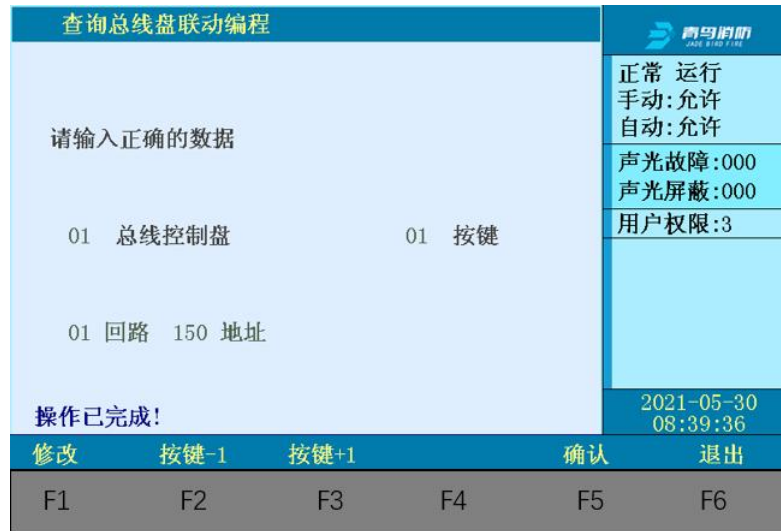 查询总线盘联动编程
青鸟消防
JADE BIRD FIRE
正常 运行
手动:允许
自动:允许
请输入正确的数据
声光故障:000
声光屏蔽:000
用户权限:3
01 总线控制盘 01 按键
01 回路 150 地址
操作已完成!
2021-05-30
08:39:36
修改 按键-1 按键+1 确认 退出
F1 F2 F3 F4 F5 F6